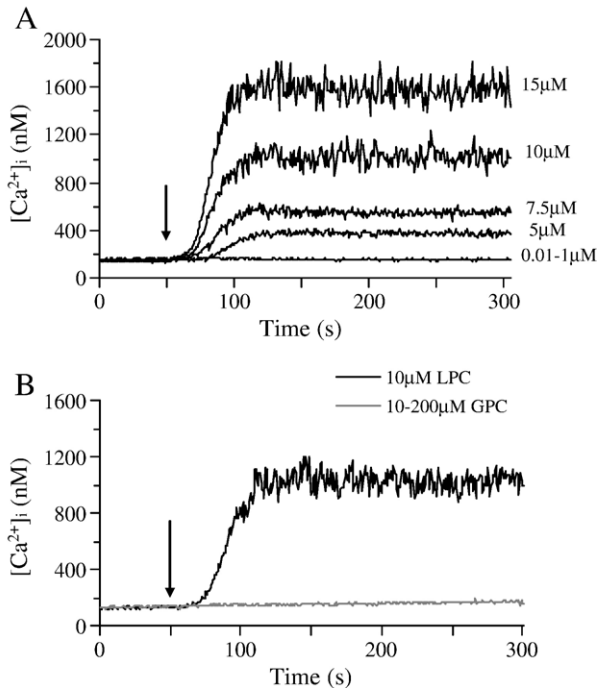 A
2000
1600
1200
800
400
0
[Ca²⁺]ᵢ (nM)
15µM
10µM
7.5µM
5µM
0.01-1µM
0 100 200 300
Time (s)
B
10µM LPC
10-200µM GPC
1600
1200
800
400
0
[Ca²⁺]ᵢ (nM)
0 100 200 300
Time (s)